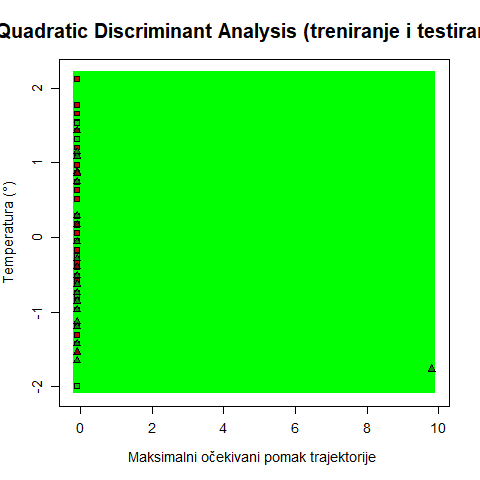 Quadratic Discriminant Analysis (treniranje i testiran
Temperatura (°)
2
1
0
-1
-2
0 2 4 6 8 10
Maksimalni očekivani pomak trajektorije